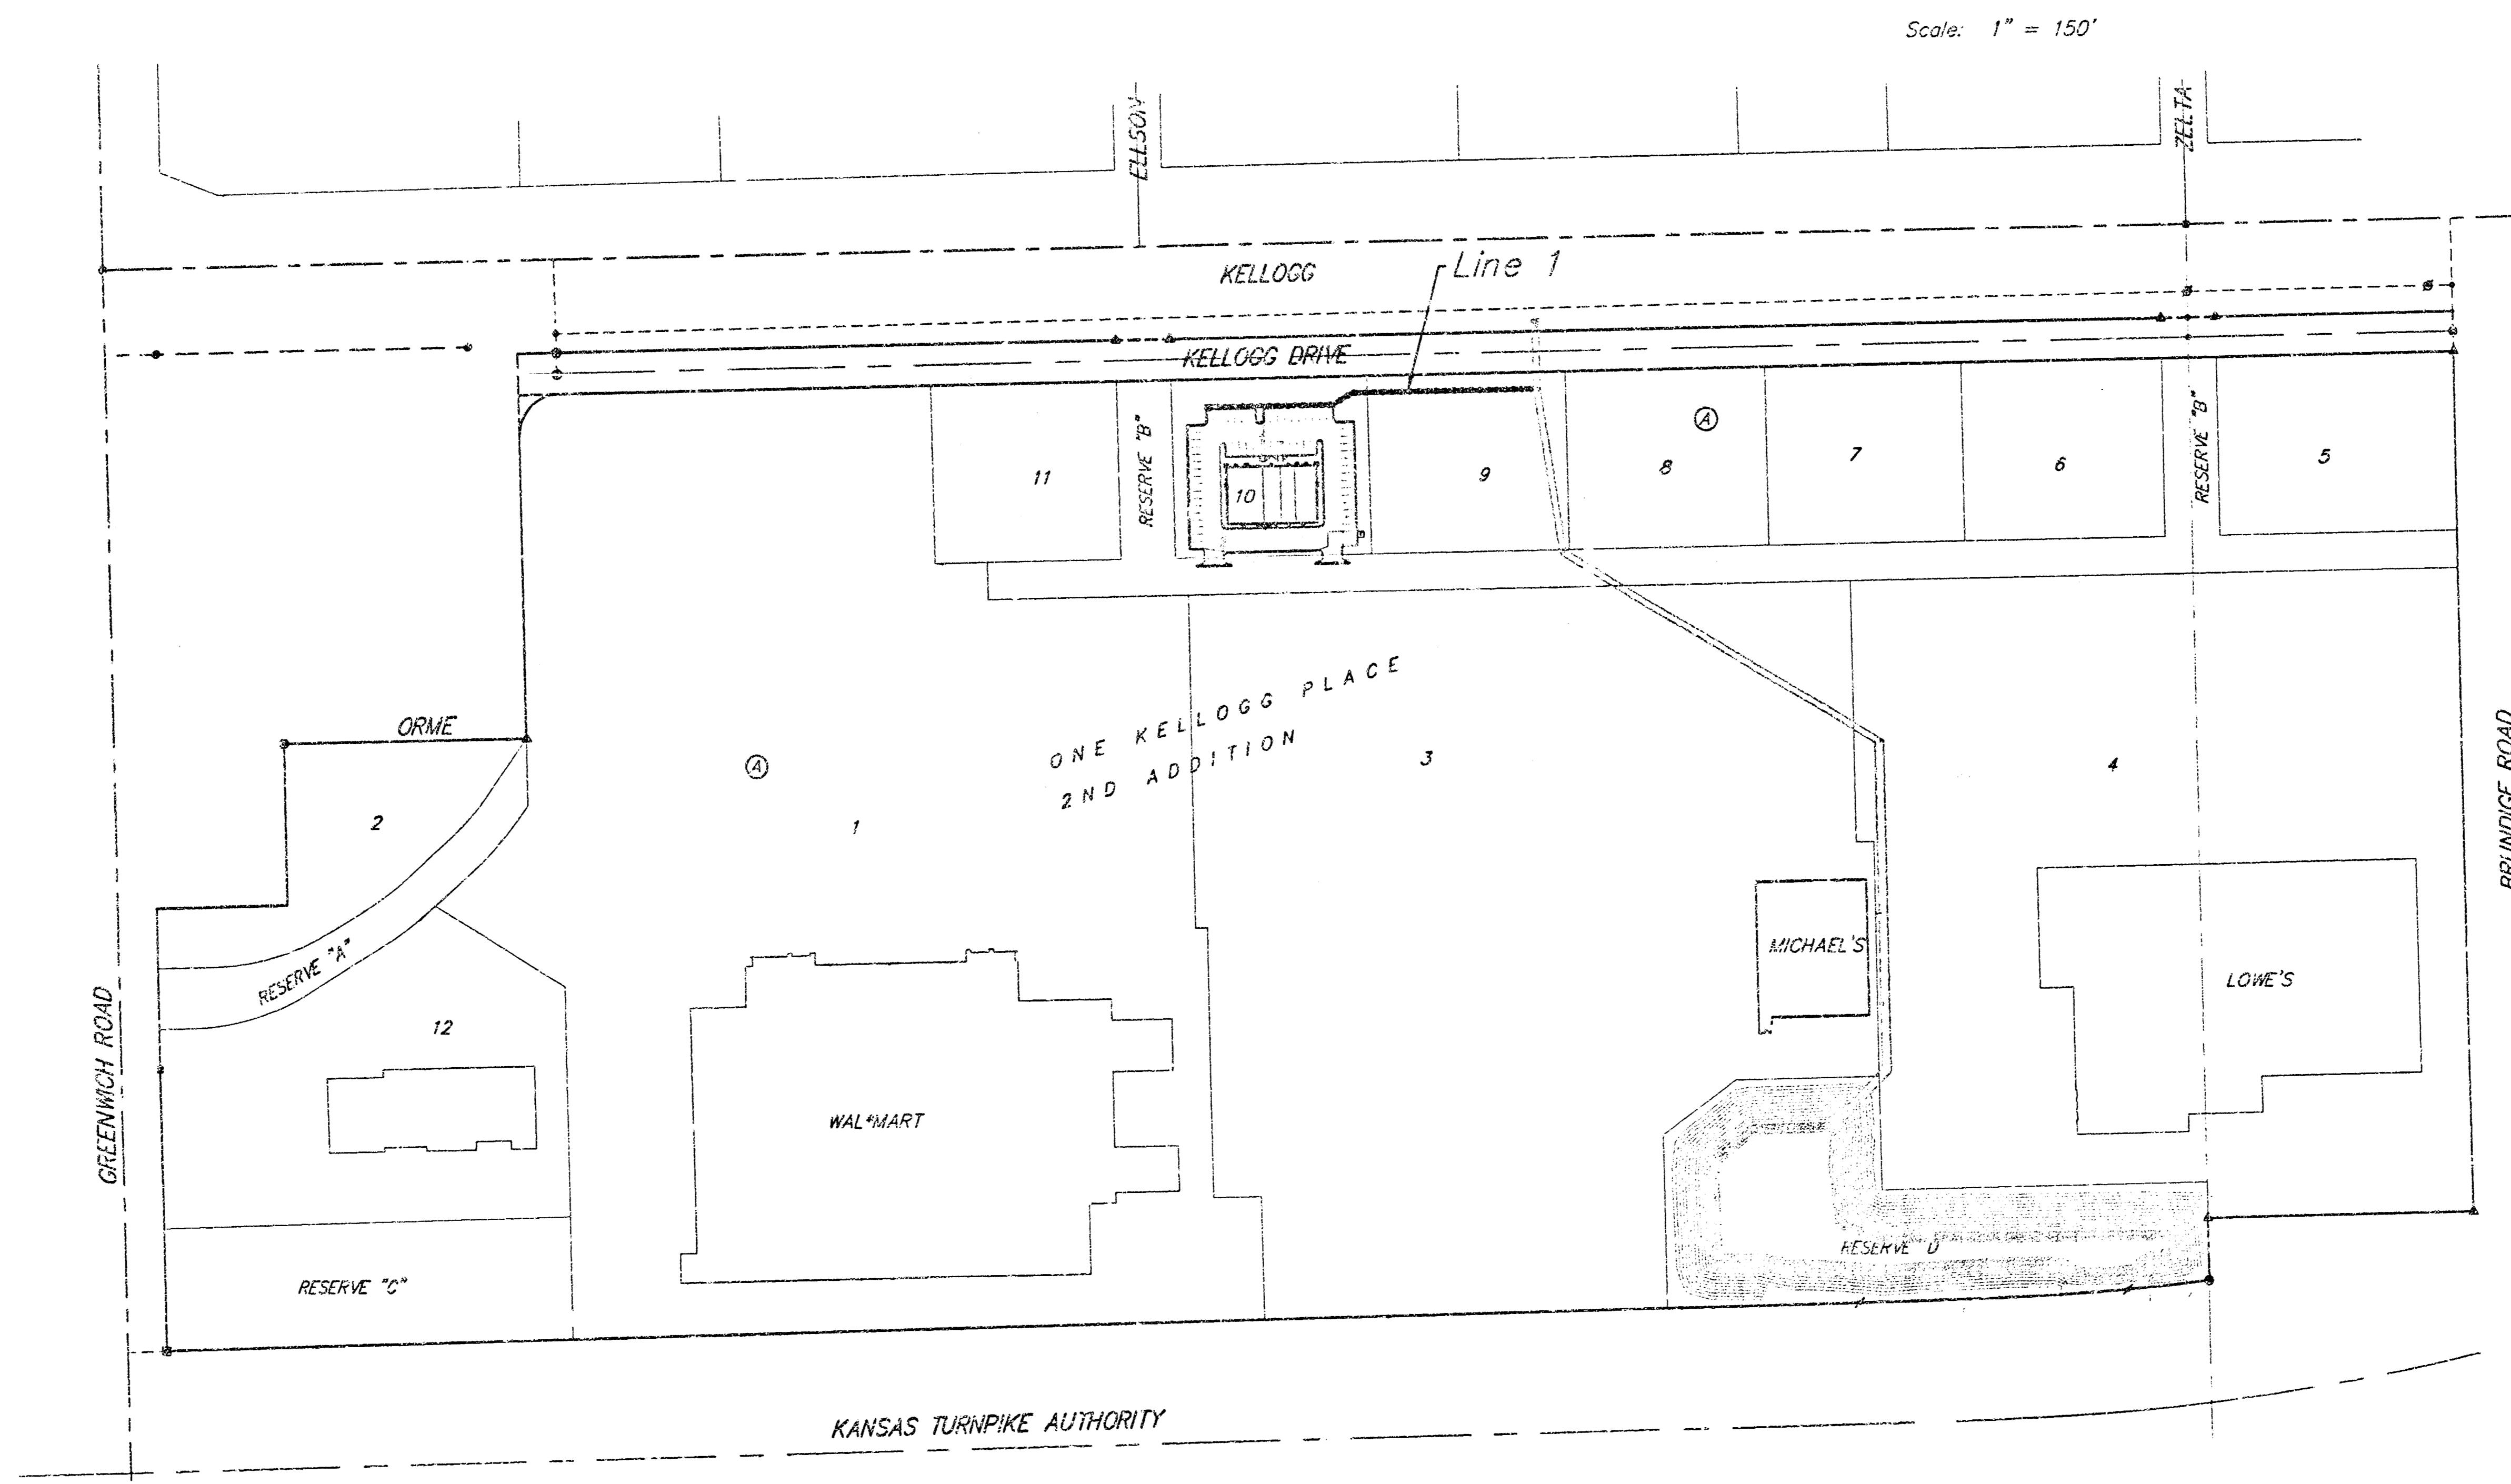 Scale: 1" = 150'
ELLSON
ZELTA
KELLOGG
Line 1
KELLOGG DRIVE
11
RESERVE "B"
10
9
A
8
7
6
RESERVE "B"
5
ORME
ONE KELLOGG PLACE
2ND ADDITION
A
2
1
3
4
BRUNDIGE ROAD
RESERVE "A"
MICHAEL'S
LOWE'S
12
GREENWICH ROAD
WAL*MART
RESERVE "C"
RESERVE "D
KANSAS TURNPIKE AUTHORITY